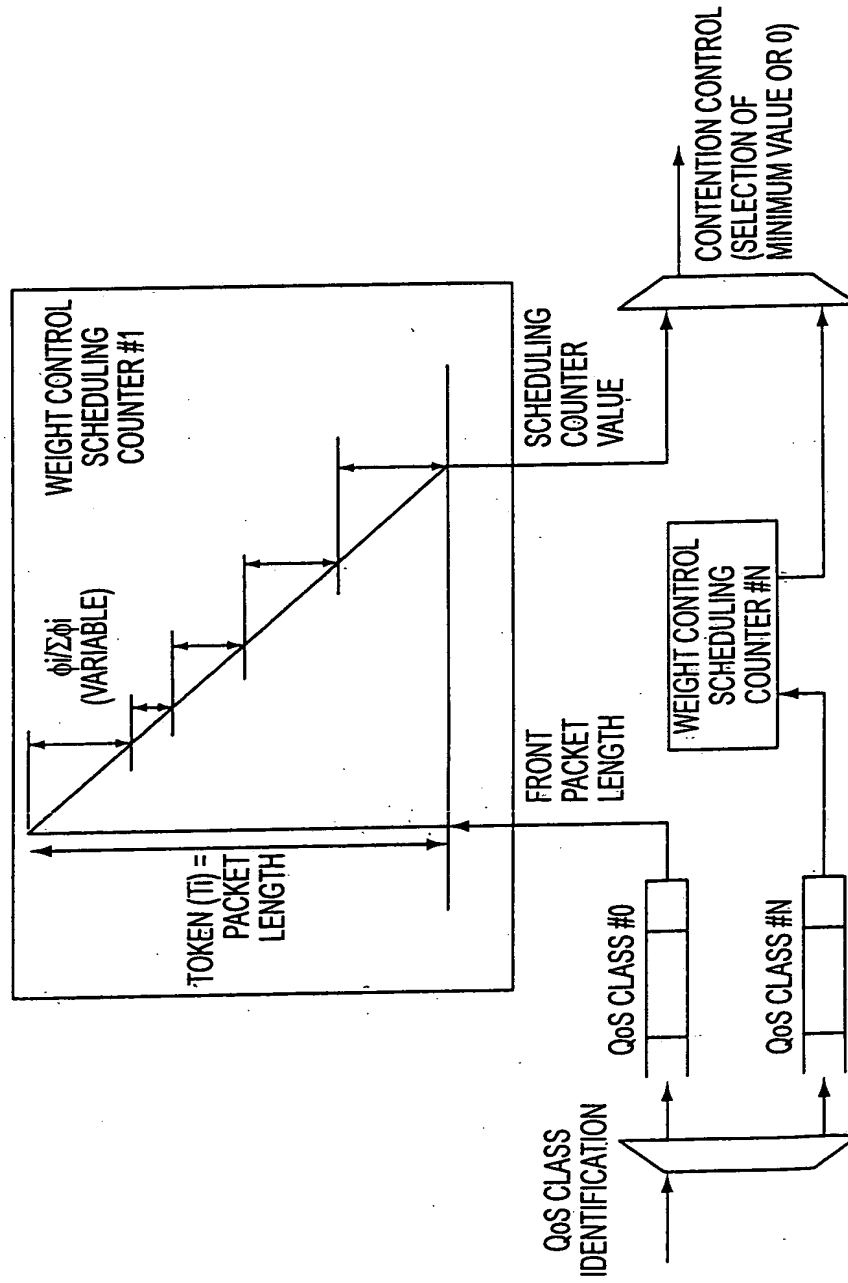 WEIGHT CONTROL
SCHEDULING
COUNTER #1
ϕi/Σϕi
(VARIABLE)
TOKEN (Ti) =
PACKET
LENGTH
FRONT
PACKET
LENGTH
SCHEDULING
COUNTER
VALUE
QoS CLASS
IDENTIFICATION
QoS CLASS #0
QoS CLASS #N
WEIGHT CONTROL
SCHEDULING
COUNTER #N
CONTENTION CONTROL
(SELECTION OF
MINIMUM VALUE OR 0)